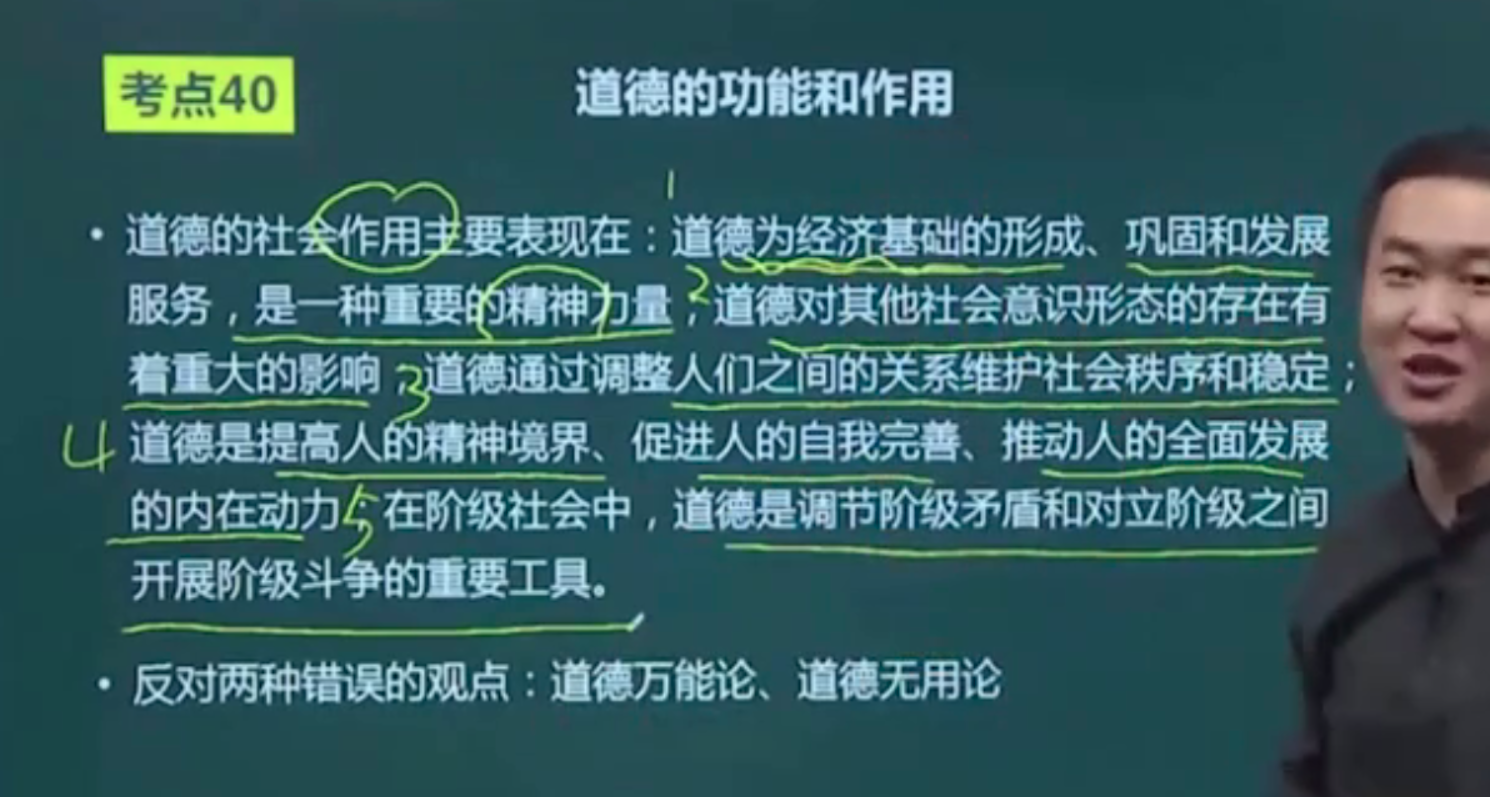 考点40
道德的功能和作用
1
• 道德的社会作用主要表现在：道德为经济基础的形成、巩固和发展
服务，是一种重要的精神力量；2道德对其他社会意识形态的存在有
着重大的影响；3道德通过调整人们之间的关系维护社会秩序和稳定；
4 道德是提高人的精神境界、促进人的自我完善、推动人的全面发展
的内在动力5在阶级社会中，道德是调节阶级矛盾和对立阶级之间
开展阶级斗争的重要工具。
• 反对两种错误的观点：道德万能论、道德无用论